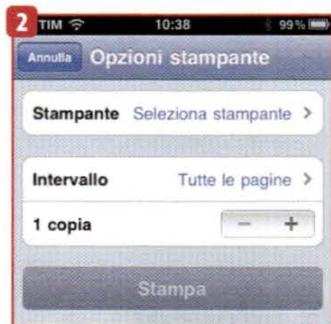 2 TIM 10:38 99%
Annulla Opzioni stampante
Stampante Seleziona stampante >
Intervallo Tutte le pagine >
1 copia - +
Stampa